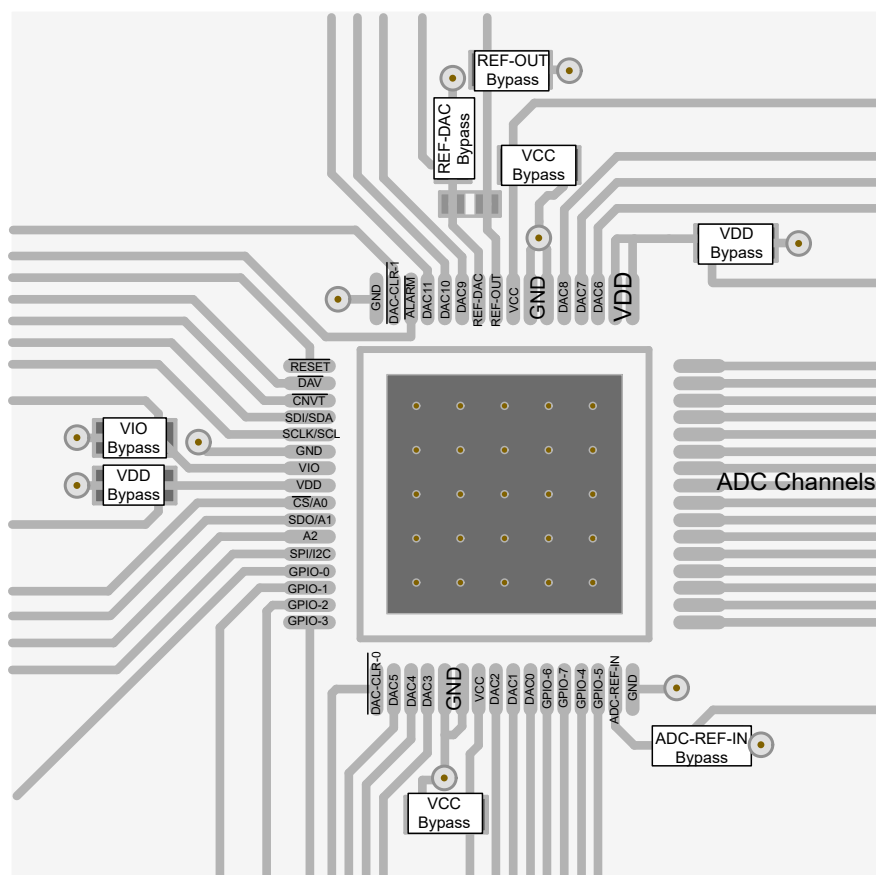 REF-OUT
Bypass
REF-DAC
Bypass
VCC
Bypass
VDD
Bypass
GND
DAC-CLR-1
ALARM
DAC11
DAC10
DAC9
REF-DAC
REF-OUT
VCC
GND
DAC8
DAC7
DAC6
VDD
RESET
DAV
CNVT
SDI/SDA
SCLK/SCL
GND
VIO
VDD
CS/A0
SDO/A1
A2
SPI/I2C
GPIO-0
GPIO-1
GPIO-2
GPIO-3
VIO
Bypass
VDD
Bypass
ADC Channels
DAC-CLR-0
DAC5
DAC4
DAC3
GND
VCC
DAC2
DAC1
DAC0
GPIO-6
GPIO-7
GPIO-4
GPIO-5
ADC-REF-IN
GND
ADC-REF-IN
Bypass
VCC
Bypass